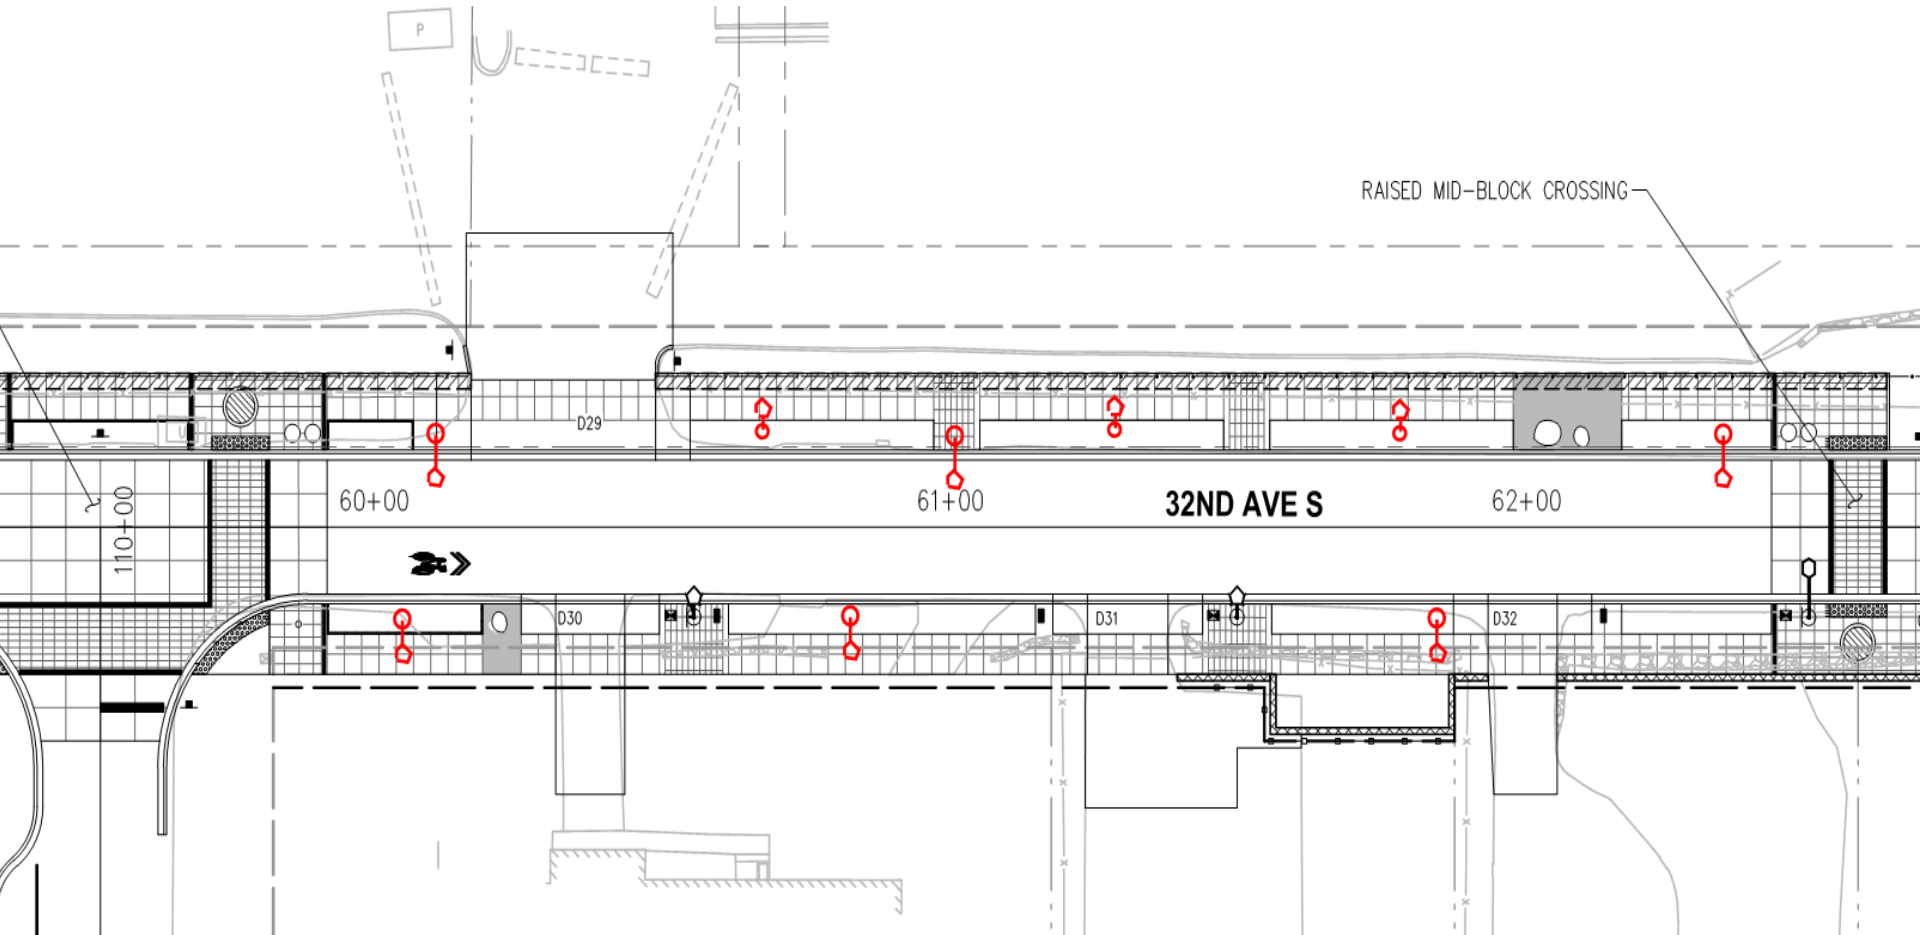 P
RAISED MID-BLOCK CROSSING
D29
60+00
61+00
32ND AVE S
62+00
110+00
D30
D31
D32